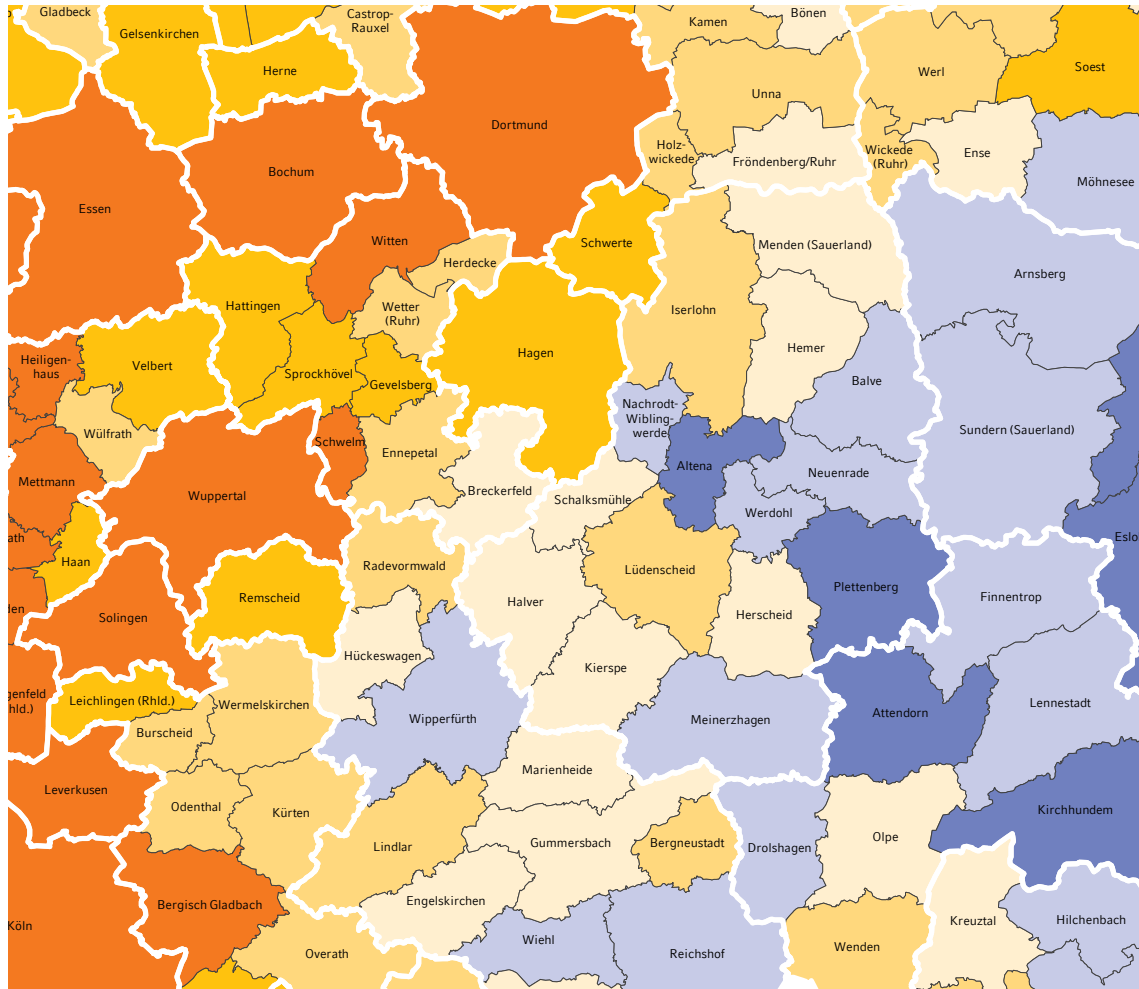 Gladbeck
Castrop-
Rauxel
Kamen
Bönen
Gelsenkirchen
Herne
Werl
Soest
Unna
Dortmund
Holz-
wickede
Fröndenberg/Ruhr
Wickede
(Ruhr)
Ense
Bochum
Möhnesee
Essen
Witten
Schwerte
Menden (Sauerland)
Herdecke
Arnsberg
Hattingen
Wetter
(Ruhr)
Iserlohn
Hagen
Hemer
Heiligen-
haus
Velbert
Sprockhövel
Gevelsberg
Balve
Nachrodt-
Wibling-
werde
Wülfrath
Schwelm
Ennepetal
Sundern (Sauerland)
Altena
Neuenrade
Mettmann
Wuppertal
Breckerfeld
Schalksmühle
Werdohl
ath
Eslo
Haan
Radevormwald
Lüdenscheid
Plettenberg
Finnentrop
Remscheid
Halver
Herscheid
den
Solingen
Hückeswagen
Kierspe
genfeld
hld.)
Leichlingen (Rhld.)
Wermelskirchen
Wipperfürth
Meinerzhagen
Attendorn
Lennestadt
Burscheid
Marienheide
Leverkusen
Odenthal
Kürten
Kirchhundem
Lindlar
Gummersbach
Bergneustadt
Drolshagen
Olpe
Bergisch Gladbach
Engelskirchen
Kreuztal
Hilchenbach
Köln
Wiehl
Overath
Reichshof
Wenden